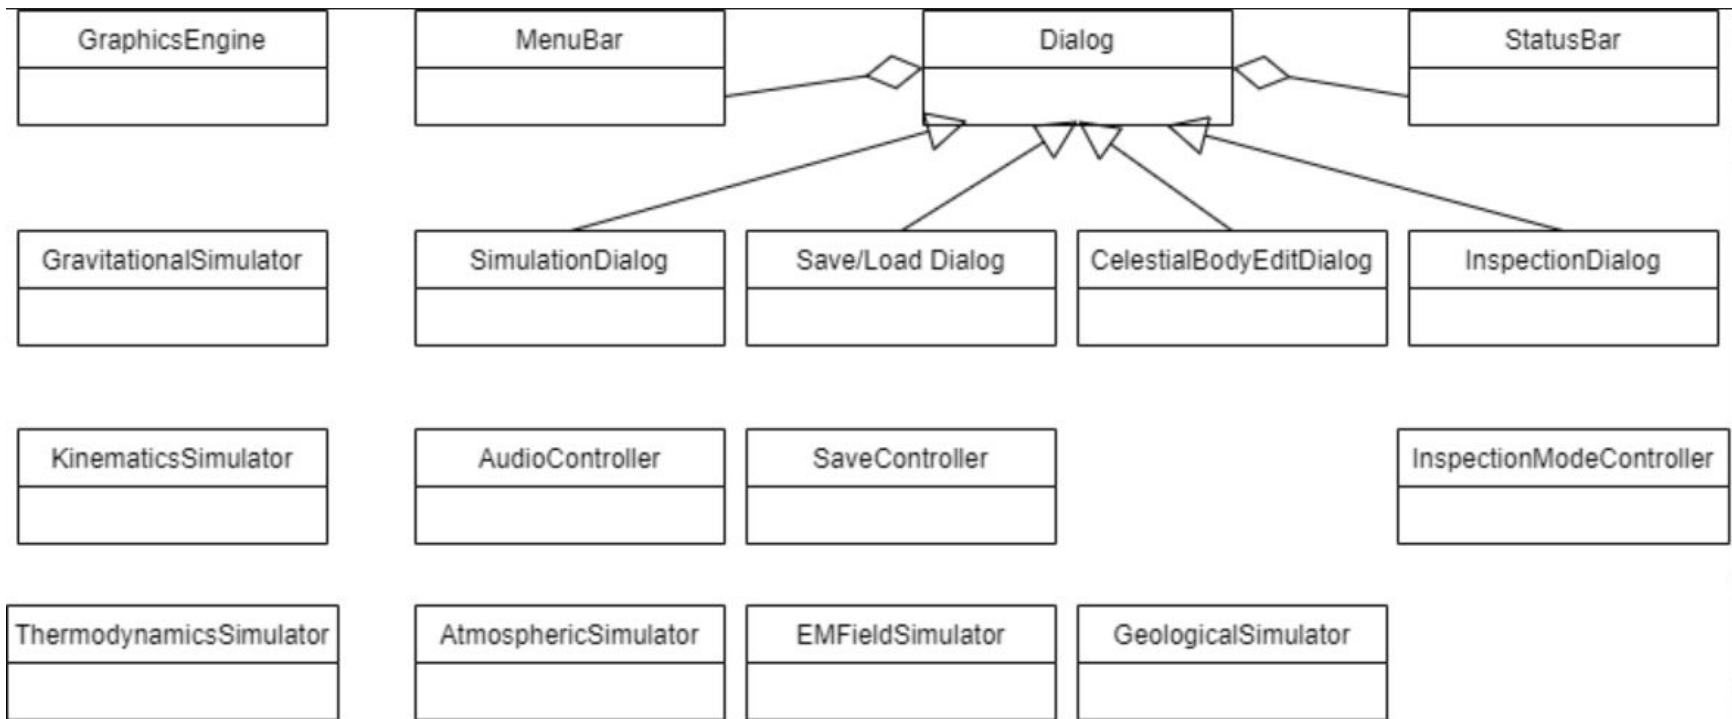 GraphicsEngine
MenuBar
Dialog
StatusBar
GravitationalSimulator
SimulationDialog
Save/Load Dialog
CelestialBodyEditDialog
InspectionDialog
KinematicsSimulator
AudioController
SaveController
InspectionModeController
ThermodynamicsSimulator
AtmosphericSimulator
EMFieldSimulator
GeologicalSimulator